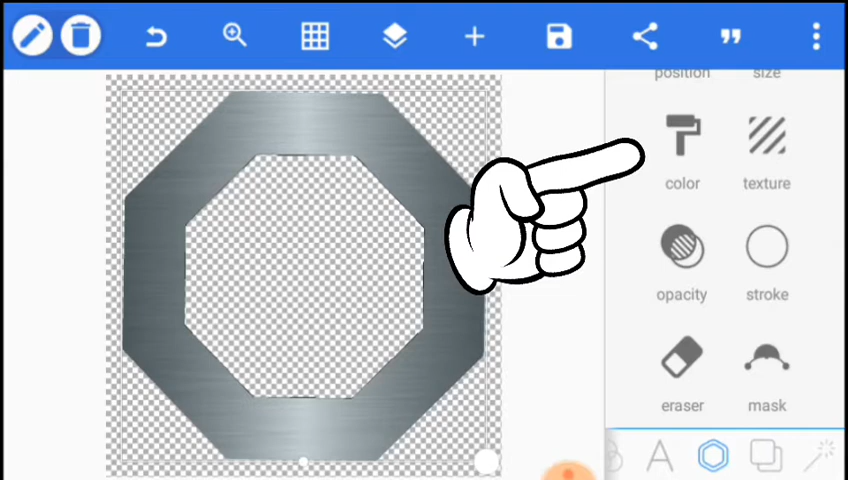 position size
color texture
opacity stroke
eraser mask
A